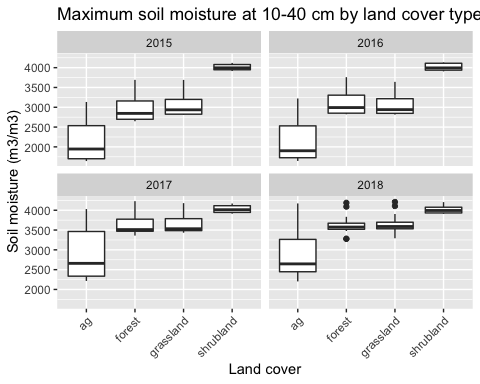 Maximum soil moisture at 10-40 cm by land cover type
2015
2016
4000
3500
3000
2500
2000
2017
2018
4000
3500
3000
2500
2000
Soil moisture (m3/m3)
ag
forest
grassland
shrubland
ag
forest
grassland
shrubland
Land cover